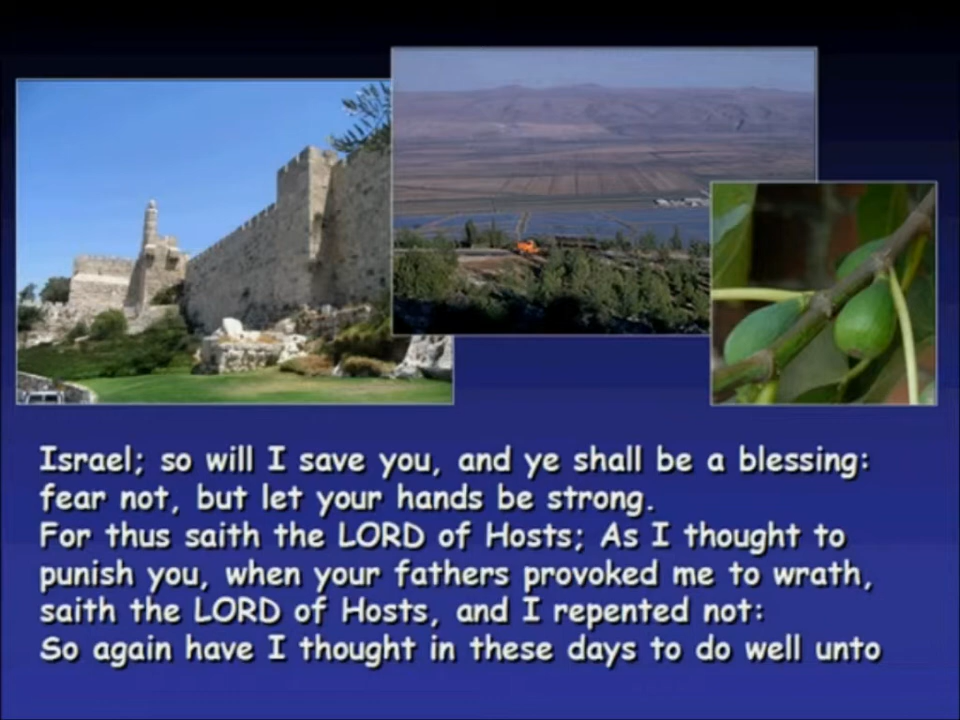 Israel; so will I save you, and ye shall be a blessing:
fear not, but let your hands be strong.
For thus saith the LORD of Hosts; As I thought to
punish you, when your fathers provoked me to wrath,
saith the LORD of Hosts, and I repented not:
So again have I thought in these days to do well unto